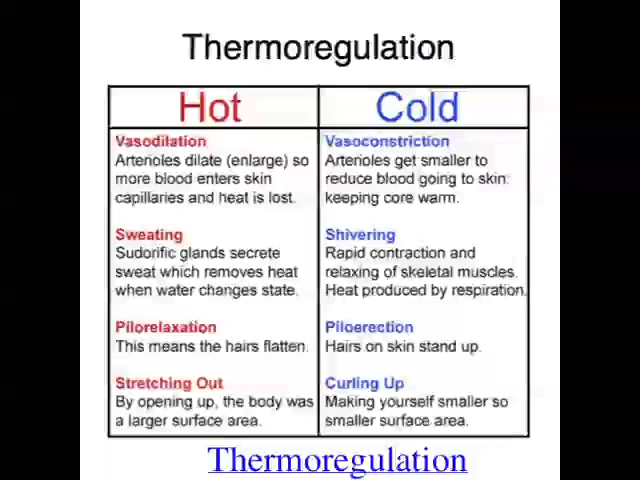 Thermoregulation
Hot
Cold
Vasodilation
Arterioles dilate (enlarge) so
more blood enters skin
capillaries and heat is lost.
Vasoconstriction
Arterioles get smaller to
reduce blood going to skin:
keeping core warm.
Sweating
Sudorific glands secrete
sweat which removes heat
when water changes state.
Shivering
Rapid contraction and
relaxing of skeletal muscles.
Heat produced by respiration.
Pilorelaxation
This means the hairs flatten.
Piloerection
Hairs on skin stand up.
Stretching Out
By opening up, the body was
a larger surface area.
Curling Up
Making yourself smaller so
smaller surface area.
Thermoregulation